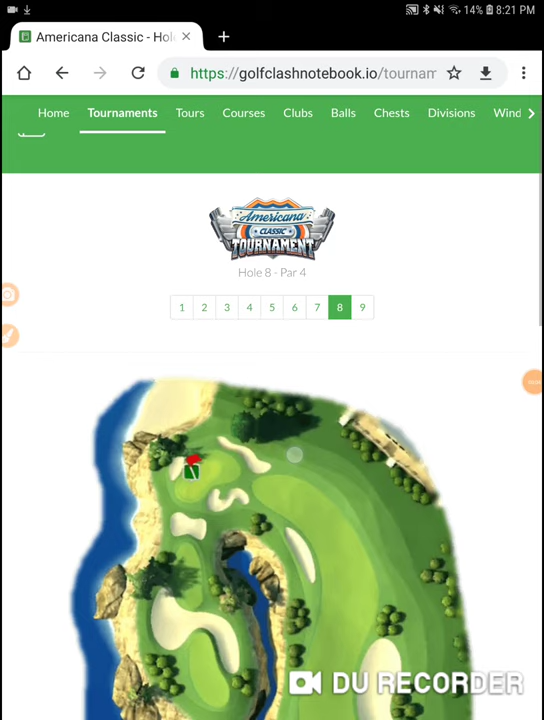 14% 8:21 PM
Americana Classic - Hol
https://golfclashnotebook.io/tournam
Home Tournaments Tours Courses Clubs Balls Chests Divisions Wind
Americana
CLASSIC
TOURNAMENT
Hole 8 - Par 4
1 2 3 4 5 6 7 8 9
DU RECORDER